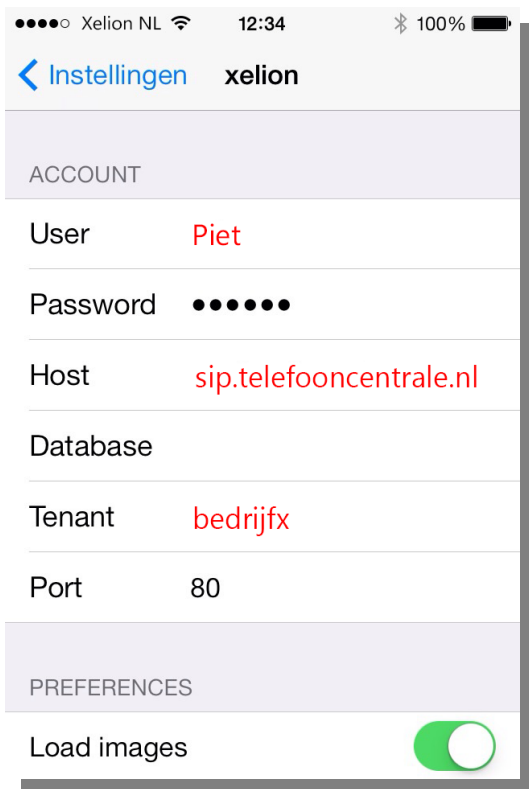 Xelion NL 12:34 100%
Instellingen xelion
ACCOUNT
User Piet
Password ••••••
Host sip.telefooncentrale.nl
Database
Tenant bedrijfx
Port 80
PREFERENCES
Load images